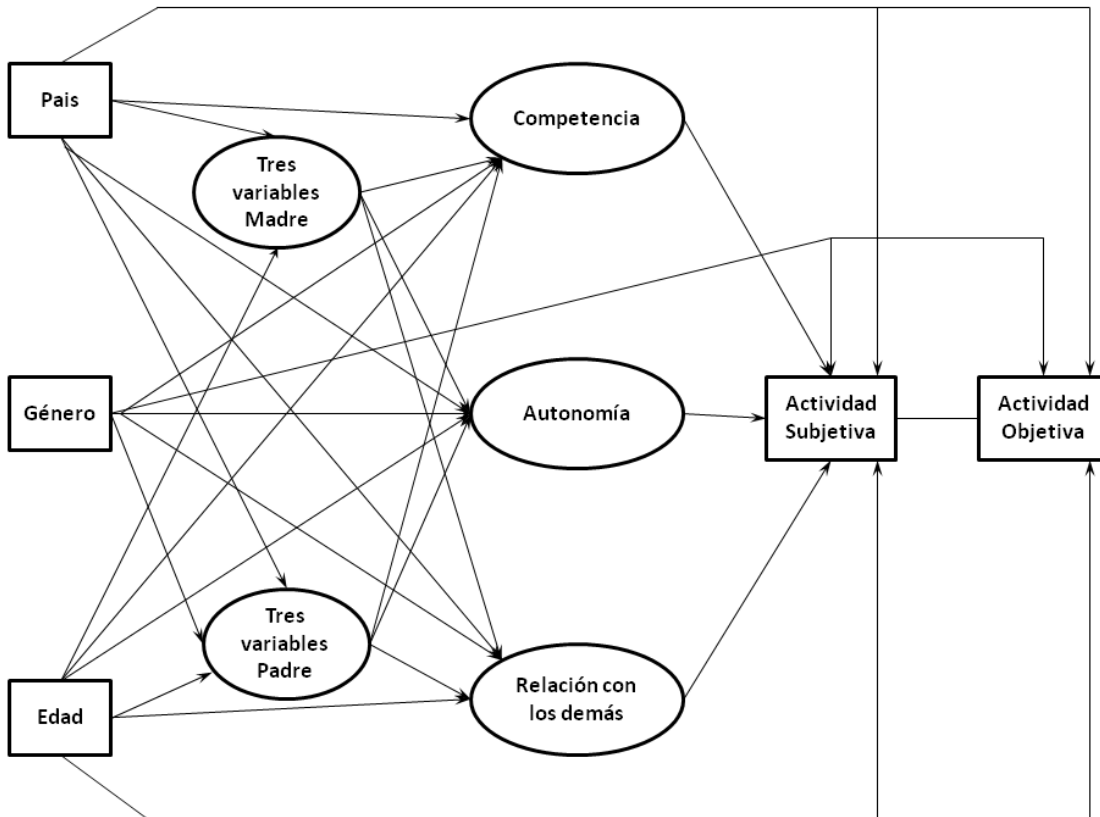 Pais
Competencia
Tres
variables
Madre
Género
Autonomía
Actividad
Subjetiva
Actividad
Objetiva
Tres
variables
Padre
Edad
Relación con
los demás